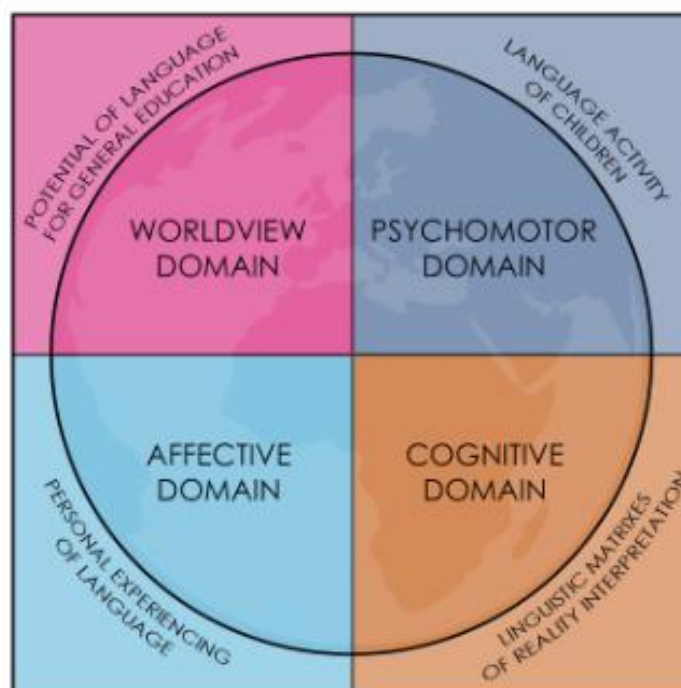 POTENTIAL OF LANGUAGE
FOR GENERAL EDUCATION
LANGUAGE ACTIVITY
OF CHILDREN
WORLDVIEW
DOMAIN
PSYCHOMOTOR
DOMAIN
AFFECTIVE
DOMAIN
COGNITIVE
DOMAIN
PERSONAL EXPERIENCING
OF LANGUAGE
LINGUISTIC MATRIXES
OF REALITY INTERPRETATION